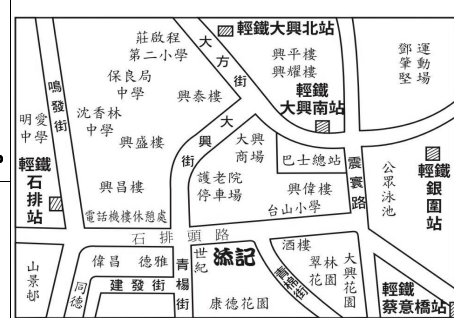 輕鐵大興北站
莊啟程
第二小學
大方街
興平樓
興耀樓
鄧肇堅
運動場
保良局
中學
鳴發街
興泰樓
輕鐵
大興南站
沈香林
中學
明愛
中學
大興街
興盛樓
大興
商場
巴士總站
震寰路
輕鐵
石排站
護老院
停車場
公眾泳池
輕鐵
銀圍站
興昌樓
興偉樓
台山小學
電話機樓休憩處
石排頭路
偉昌
德雅
青楊街
世紀
添記
青棉街
酒樓
翠林
花園
大興花園
山景邨
同德
建發街
康德花園
輕鐵
蔡意橋站